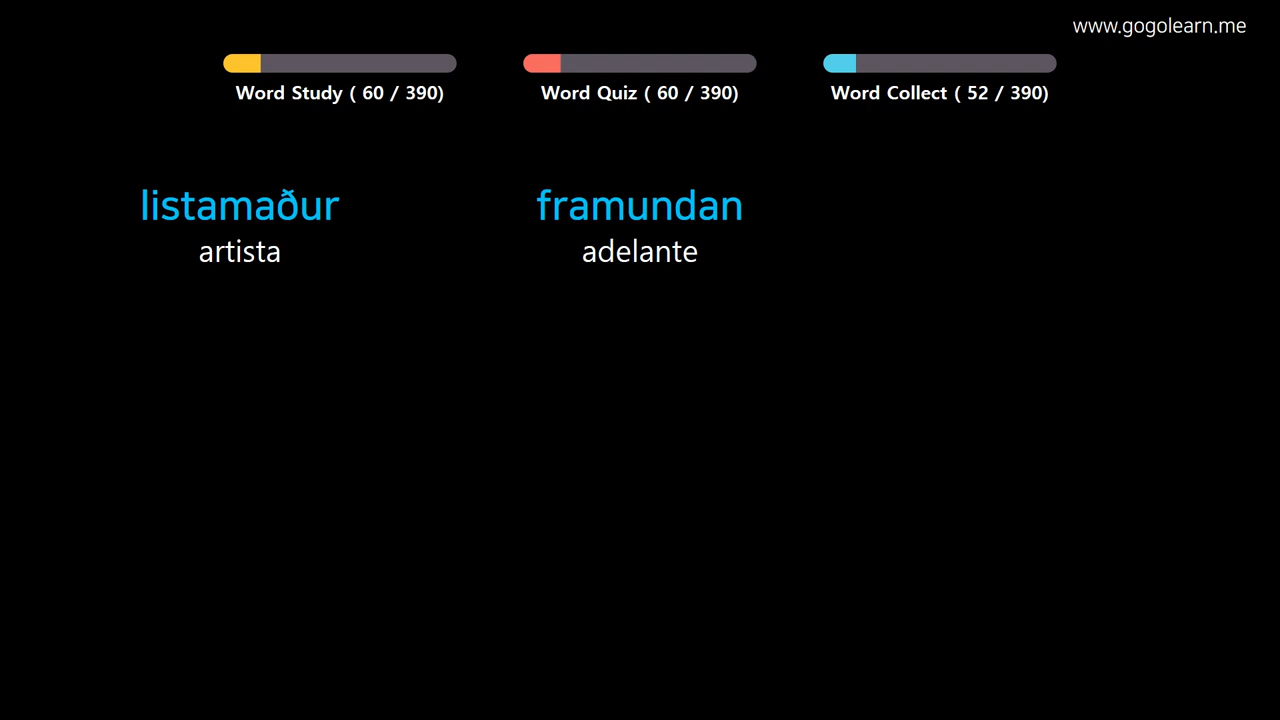 www.gogolearn.me
Word Study ( 60 / 390)
Word Quiz ( 60 / 390)
Word Collect ( 52 / 390)
listamaður
artista
framundan
adelante